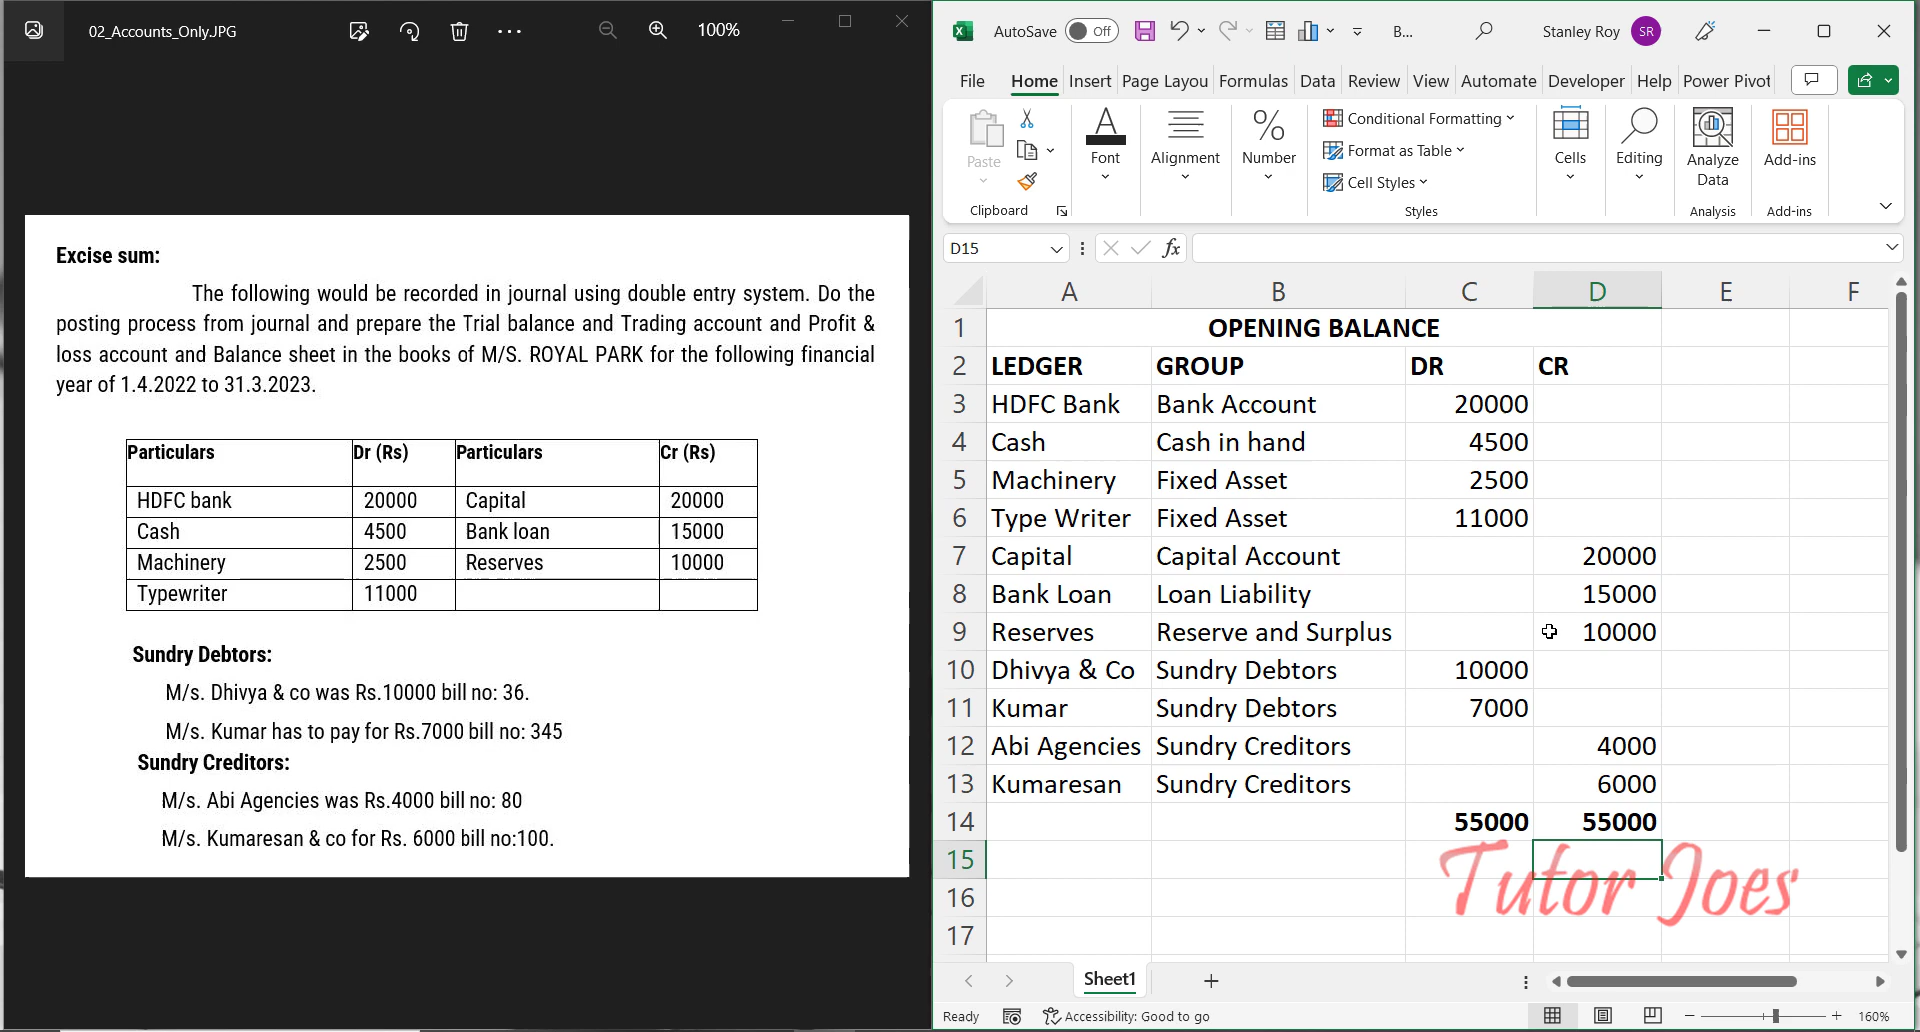 02_Accounts_Only.JPG
100%
Excise sum:
The following would be recorded in journal using double entry system. Do the
posting process from journal and prepare the Trial balance and Trading account and Profit &
loss account and Balance sheet in the books of M/S. ROYAL PARK for the following financial
year of 1.4.2022 to 31.3.2023.
Particulars Dr (Rs) Particulars Cr (Rs)
HDFC bank 20000 Capital 20000
Cash 4500 Bank loan 15000
Machinery 2500 Reserves 10000
Typewriter 11000
Sundry Debtors:
M/s. Dhivya & co was Rs.10000 bill no: 36.
M/s. Kumar has to pay for Rs.7000 bill no: 345
Sundry Creditors:
M/s. Abi Agencies was Rs.4000 bill no: 80
M/s. Kumaresan & co for Rs. 6000 bill no:100.
AutoSave Off B... Stanley Roy SR
File Home Insert Page Layou Formulas Data Review View Automate Developer Help Power Pivot
Paste
Clipboard
Font
Alignment
Number
Conditional Formatting
Format as Table
Cell Styles
Styles
Cells
Editing
Analyze
Data
Analysis
Add-ins
Add-ins
D15 fx
A B C D E F
1 OPENING BALANCE
2 LEDGER GROUP DR CR
3 HDFC Bank Bank Account 20000
4 Cash Cash in hand 4500
5 Machinery Fixed Asset 2500
6 Type Writer Fixed Asset 11000
7 Capital Capital Account 20000
8 Bank Loan Loan Liability 15000
9 Reserves Reserve and Surplus 10000
10 Dhivya & Co Sundry Debtors 10000
11 Kumar Sundry Debtors 7000
12 Abi Agencies Sundry Creditors 4000
13 Kumaresan Sundry Creditors 6000
14 55000 55000
15
16
17
Tutor Joes
Sheet1
Ready Accessibility: Good to go 160%